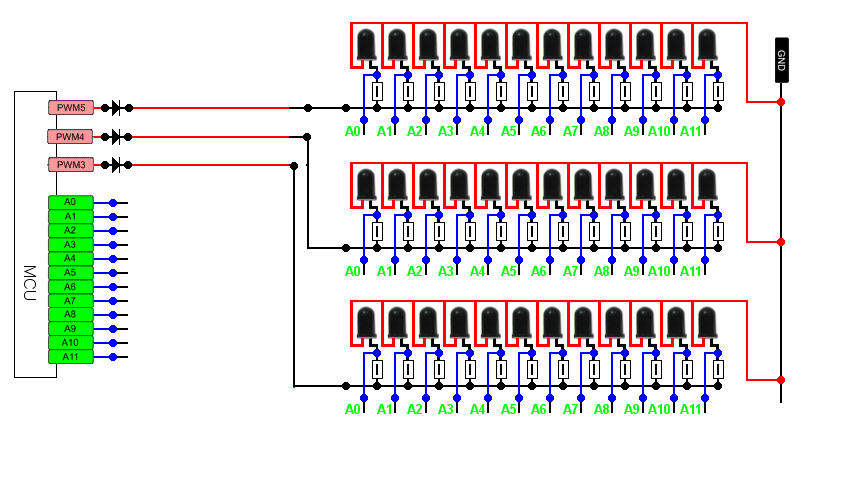 GND
PWM5
A0 A1 A2 A3 A4 A5 A6 A7 A8 A9 A10 A11
PWM4
PWM3
A0
A1
A2
A3
A4
A5
A6
A7
A8
A9
A10
A11
MCU
A0 A1 A2 A3 A4 A5 A6 A7 A8 A9 A10 A11
A0 A1 A2 A3 A4 A5 A6 A7 A8 A9 A10 A11